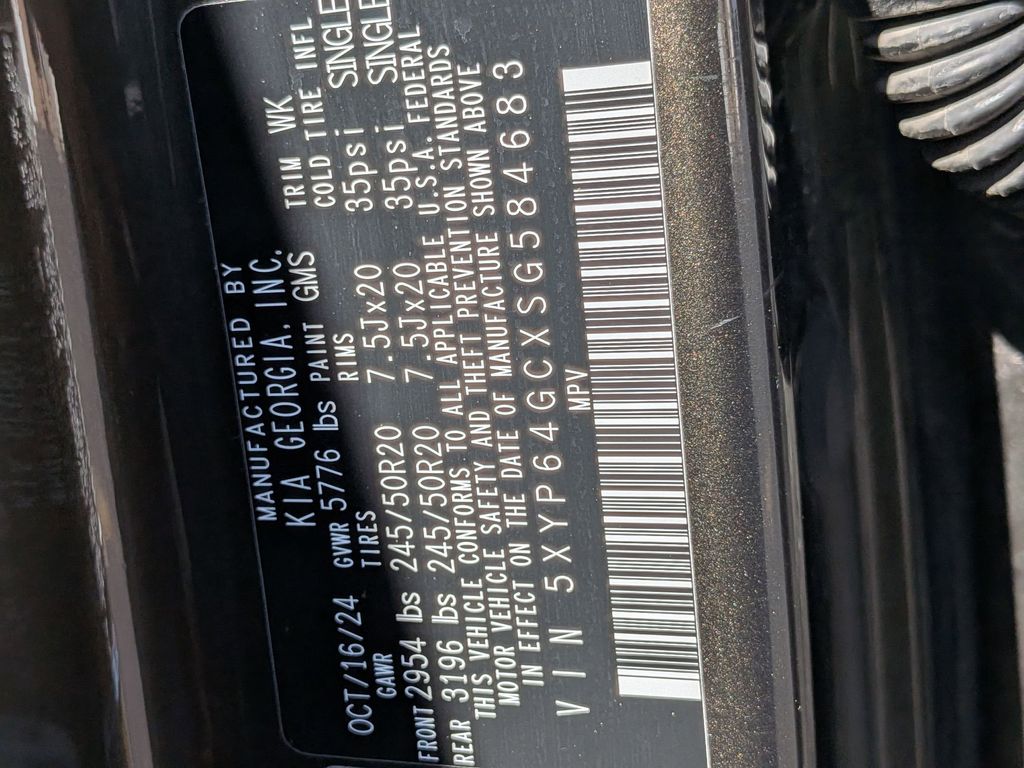 MANUFACTURED BY
KIA GEORGIA, INC.
OCT/16/24 GVWR 5776 lbs PAINT GMS TRIM WK
GAWR TIRES RIMS COLD TIRE INFL
FRONT 2954 lbs 245/50R20 7.5Jx20 35psi SINGLE
REAR 3196 lbs 245/50R20 7.5Jx20 35psi SINGLE
THIS VEHICLE CONFORMS TO ALL APPLICABLE U.S.A. FEDERAL
MOTOR VEHICLE SAFETY AND THEFT PREVENTION STANDARDS
IN EFFECT ON THE DATE OF MANUFACTURE SHOWN ABOVE
VIN 5XYP64GCXSG584683
MPV